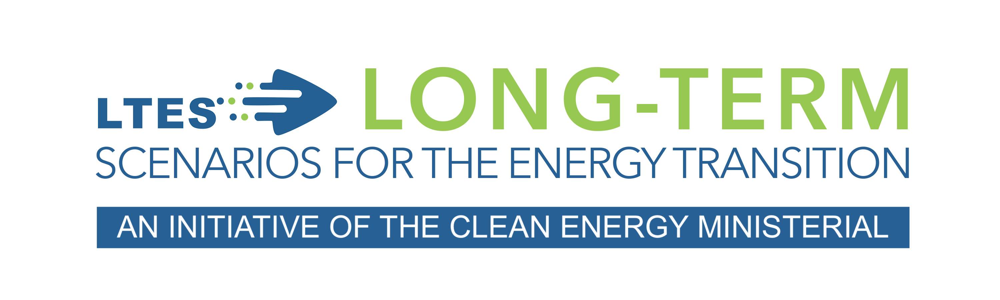 LTES LONG-TERM
SCENARIOS FOR THE ENERGY TRANSITION
AN INITIATIVE OF THE CLEAN ENERGY MINISTERIAL